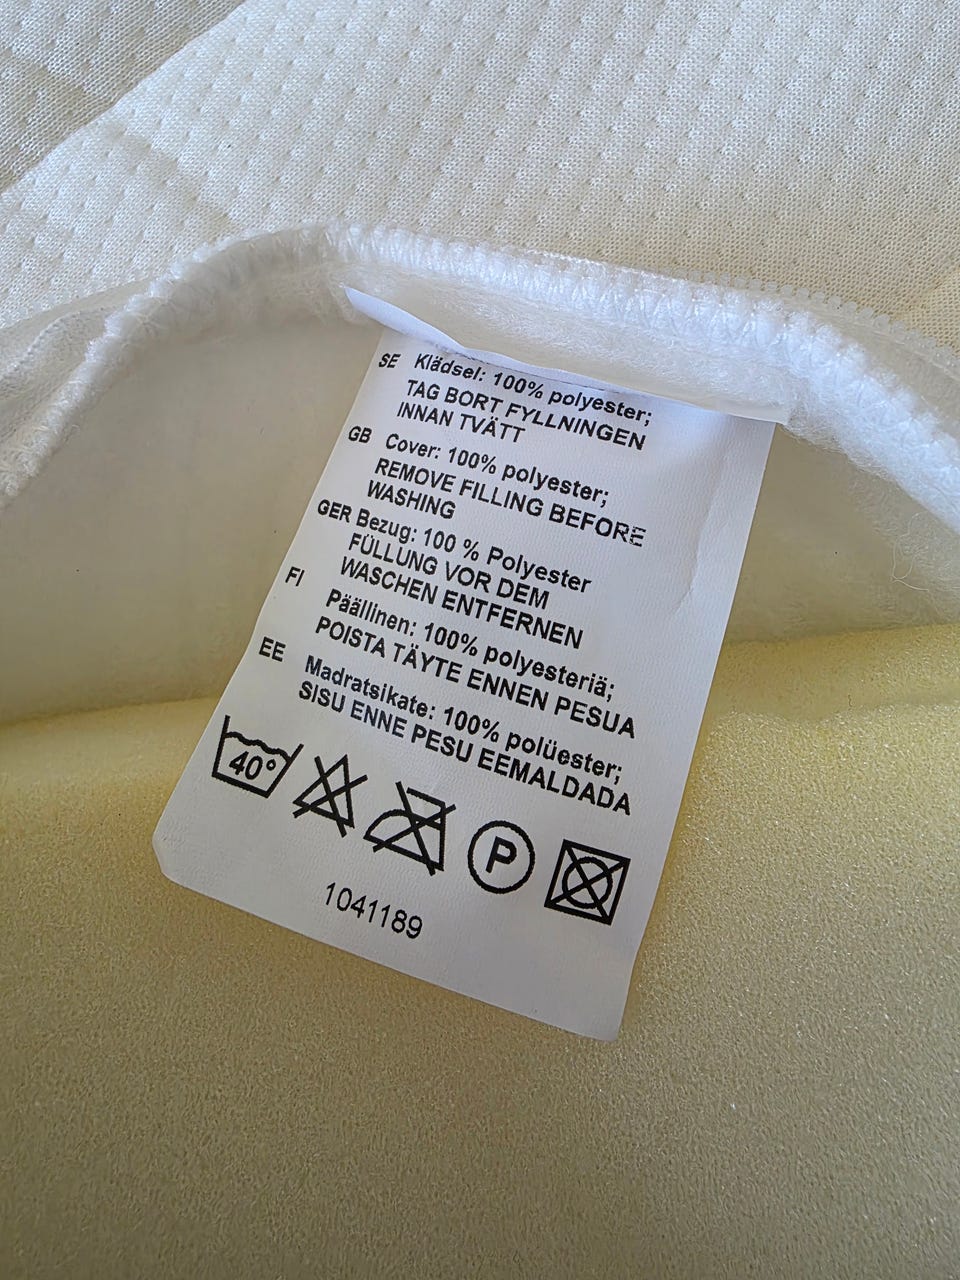 SE Klädsel: 100% polyester;
TAG BORT FYLLNINGEN
INNAN TVÄTT
GB Cover: 100% polyester;
REMOVE FILLING BEFORE
WASHING
GER Bezug: 100 % Polyester
FÜLLUNG VOR DEM
WASCHEN ENTFERNEN
FI Päällinen: 100% polyesteriä;
POISTA TÄYTE ENNEN PESUA
EE Madratsikate: 100% polüester;
SISU ENNE PESU EEMALDADA
40° P
1041189